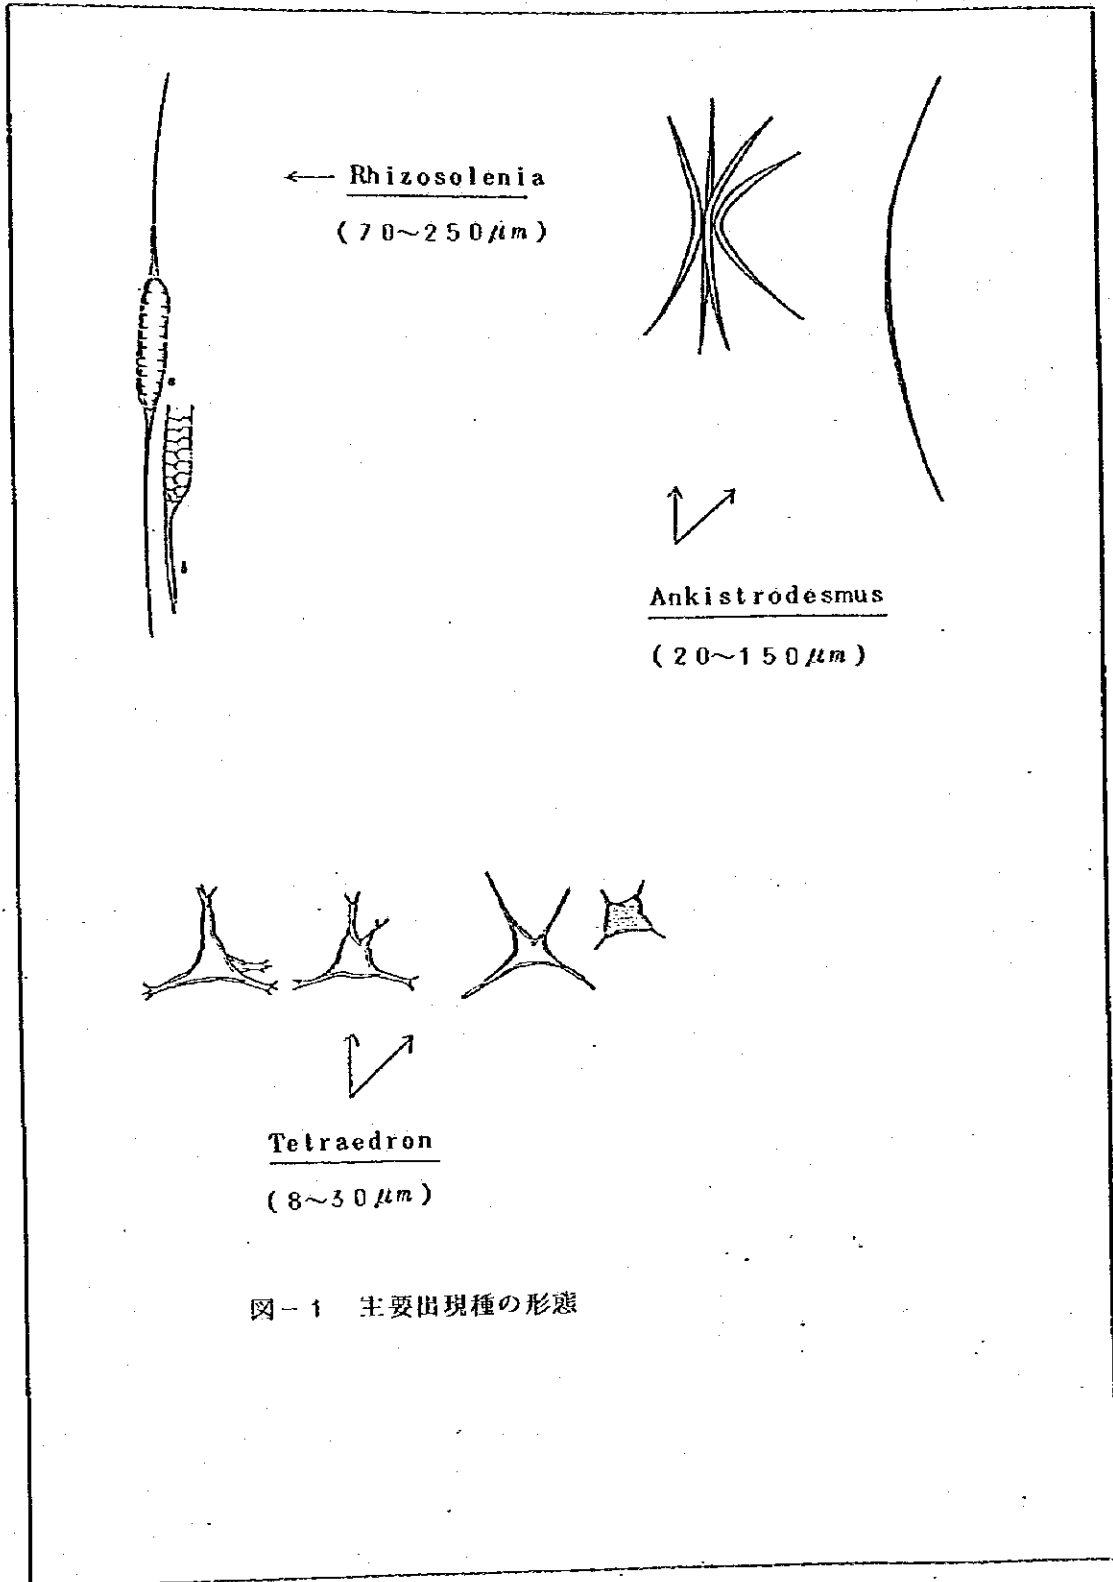 ← Rhizosolenia
(70~250μm)
a
b
Ankistrodesmus
(20~150μm)
Tetraedron
(8~30μm)
図-1 主要出現種の形態